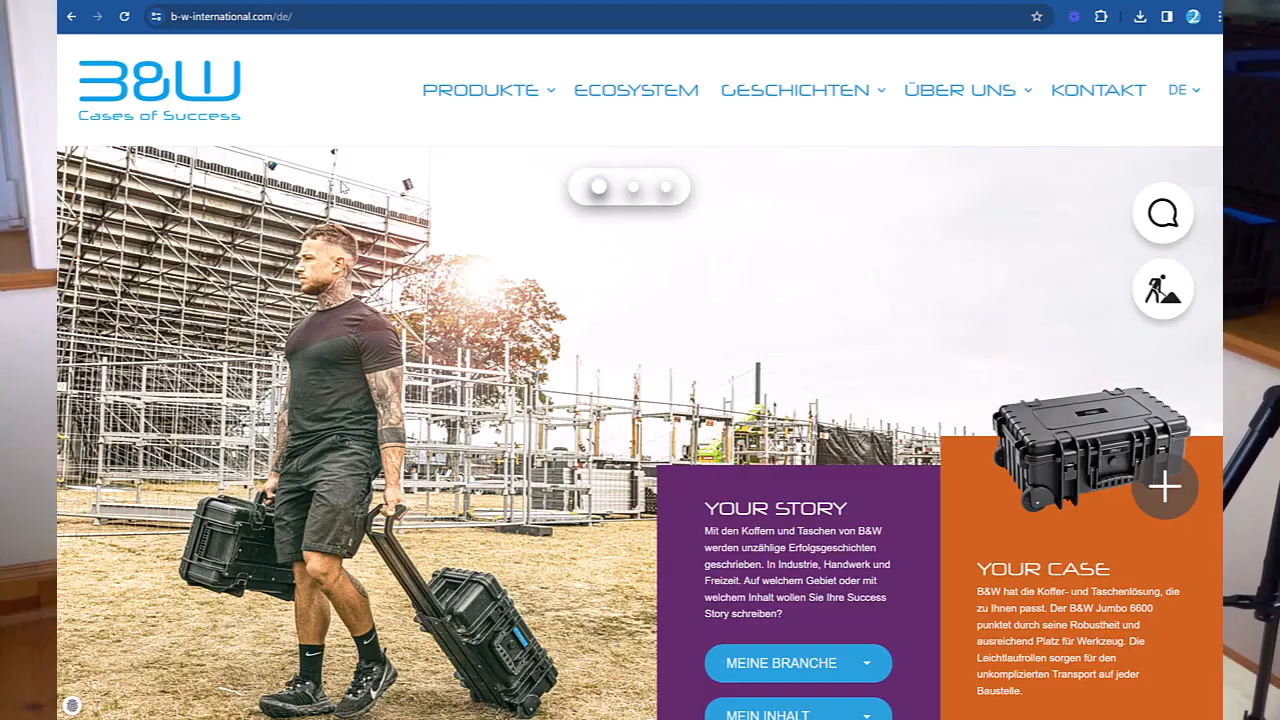 b-w-international.com/de/
B&W
Cases of Success
PRODUKTE
ECOSYSTEM
GESCHICHTEN
ÜBER UNS
KONTAKT
DE
YOUR STORY
Mit den Koffern und Taschen von B&W
werden unzählige Erfolgsgeschichten
geschrieben. In Industrie, Handwerk und
Freizeit. Auf welchem Gebiet oder mit
welchem Inhalt wollen Sie Ihre Success
Story schreiben?
MEINE BRANCHE
MEIN INHALT
YOUR CASE
B&W hat die Koffer- und Taschenlösung, die
zu Ihnen passt. Der B&W Jumbo 6600
punktet durch seine Robustheit und
ausreichend Platz für Werkzeug. Die
Leichtlaufrollen sorgen für den
unkomplizierten Transport auf jeder
Baustelle.